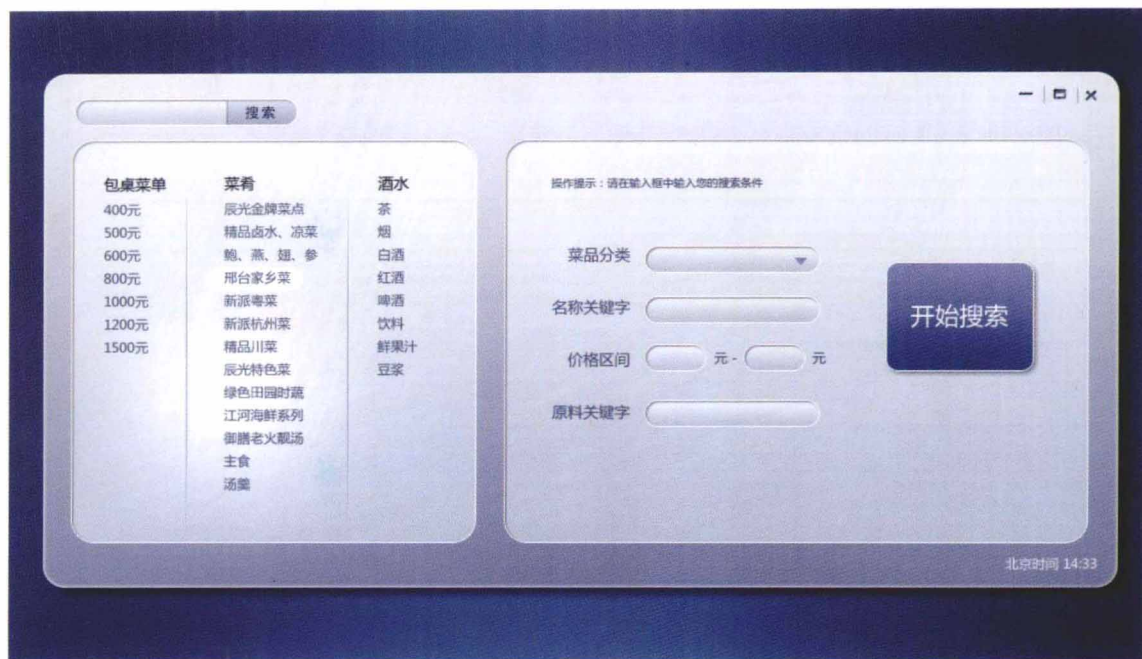 搜索
包桌菜单
400元
500元
600元
800元
1000元
1200元
1500元
菜肴
辰光金牌菜点
精品卤水、凉菜
鲍、燕、翅、参
邢台家乡菜
新派粤菜
新派杭州菜
精品川菜
辰光特色菜
绿色田园时蔬
江河海鲜系列
御膳老火靓汤
主食
汤羹
酒水
茶
烟
白酒
红酒
啤酒
饮料
鲜果汁
豆浆
操作提示：请在输入框中输入您的搜索条件
菜品分类
名称关键字
价格区间 元 - 元
原料关键字
开始搜索
北京时间 14:33